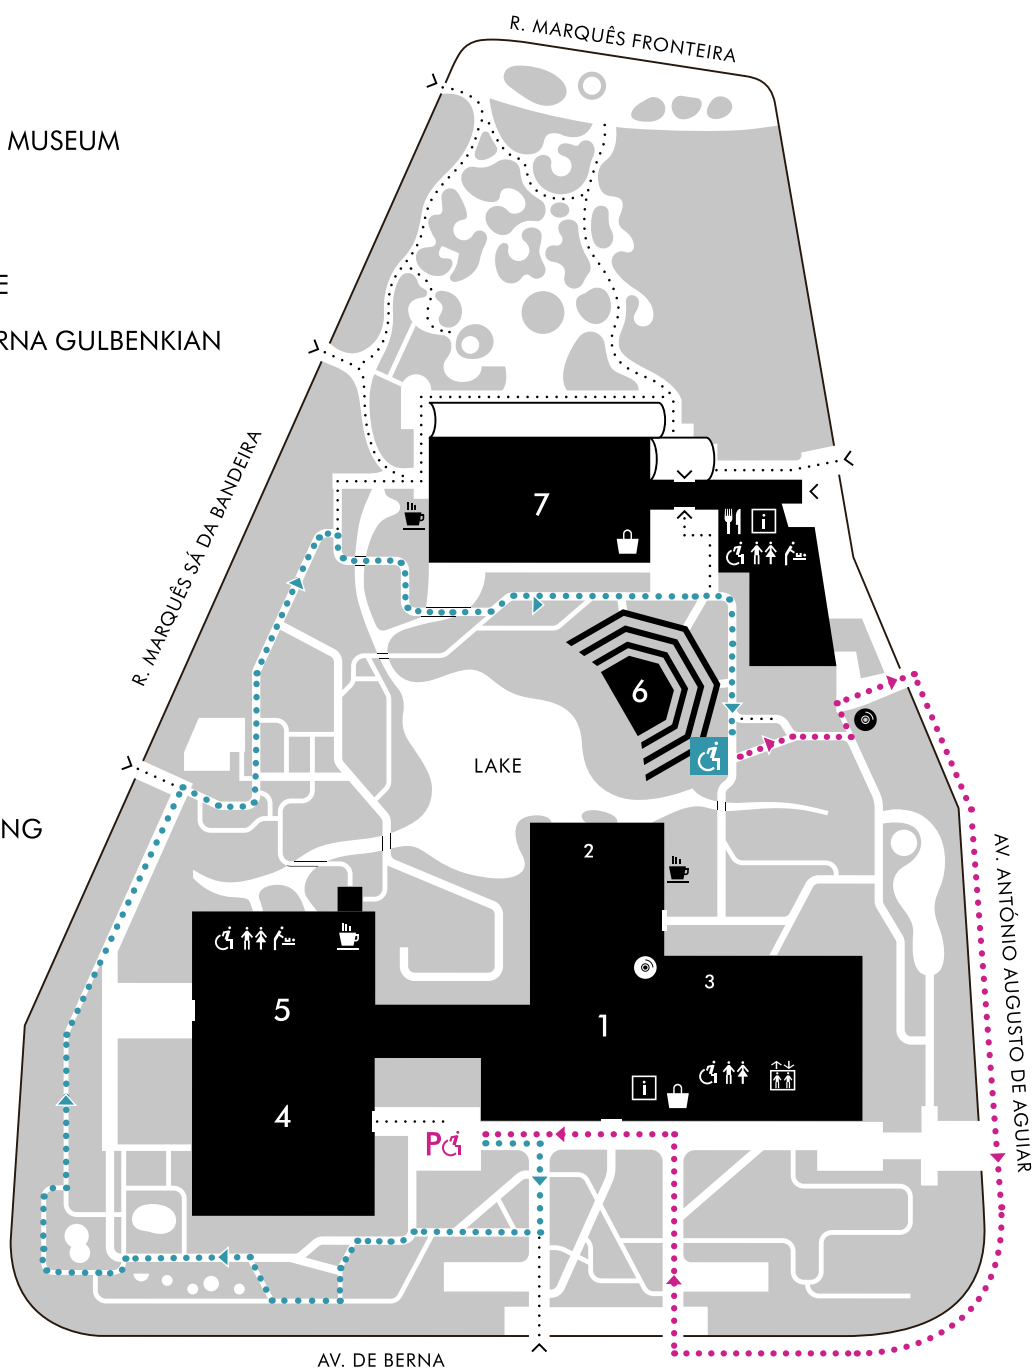 R. MARQUÊS FRONTEIRA
MUSEUM
E
RNA GULBENKIAN
R. MARQUÊS SÁ DA BANDEIRA
7
i
6
LAKE
NG
2
3
5
1
4
i
P
AV. ANTÓNIO AUGUSTO DE AGUIAR
AV. DE BERNA